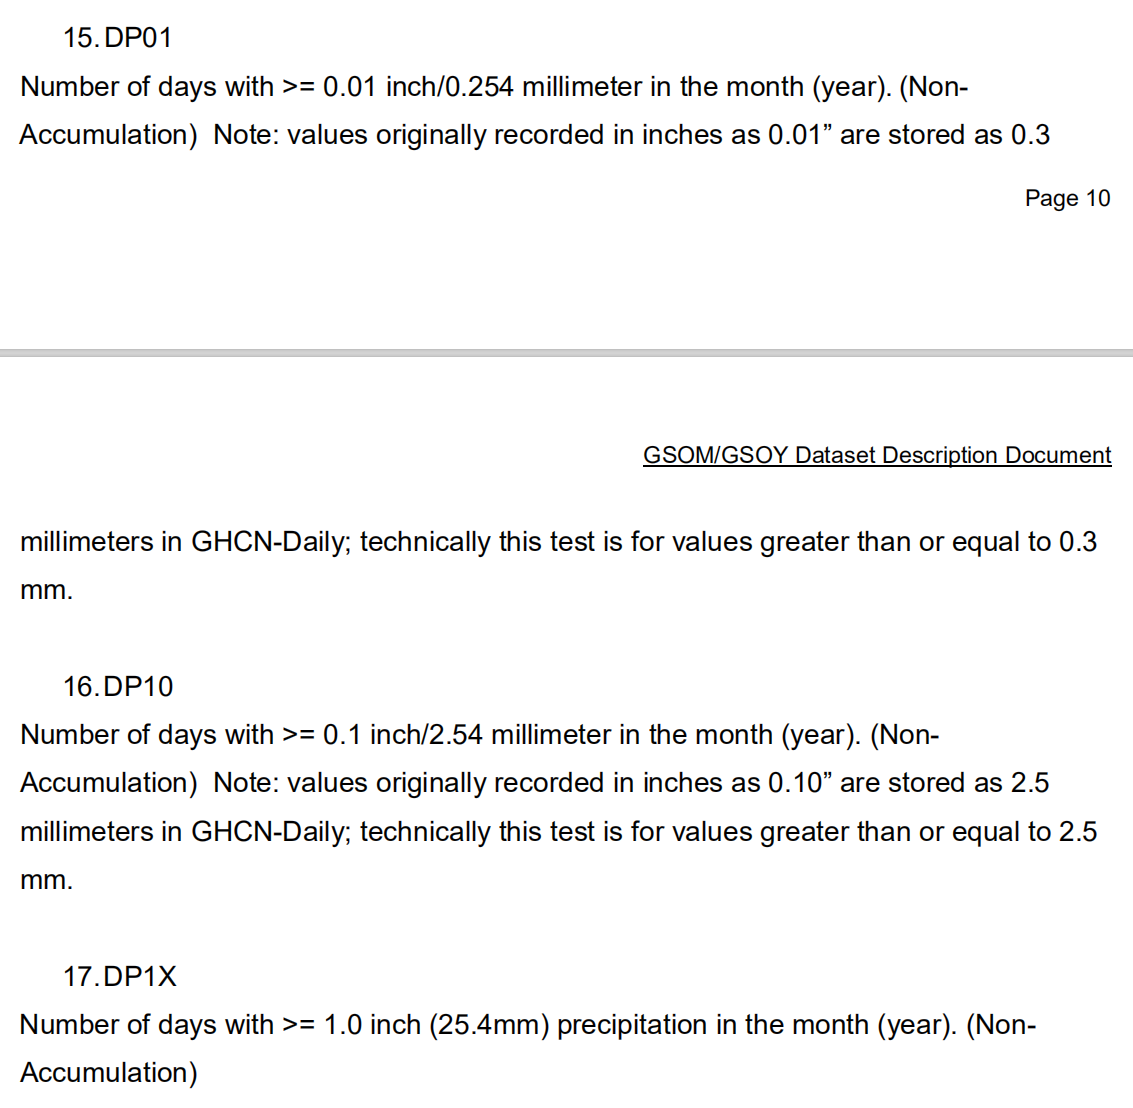 15. DP01
Number of days with >= 0.01 inch/0.254 millimeter in the month (year). (Non-
Accumulation)  Note: values originally recorded in inches as 0.01” are stored as 0.3
Page 10
GSOM/GSOY Dataset Description Document
millimeters in GHCN-Daily; technically this test is for values greater than or equal to 0.3
mm.
16. DP10
Number of days with >= 0.1 inch/2.54 millimeter in the month (year). (Non-
Accumulation)  Note: values originally recorded in inches as 0.10” are stored as 2.5
millimeters in GHCN-Daily; technically this test is for values greater than or equal to 2.5
mm.
17. DP1X
Number of days with >= 1.0 inch (25.4mm) precipitation in the month (year). (Non-
Accumulation)